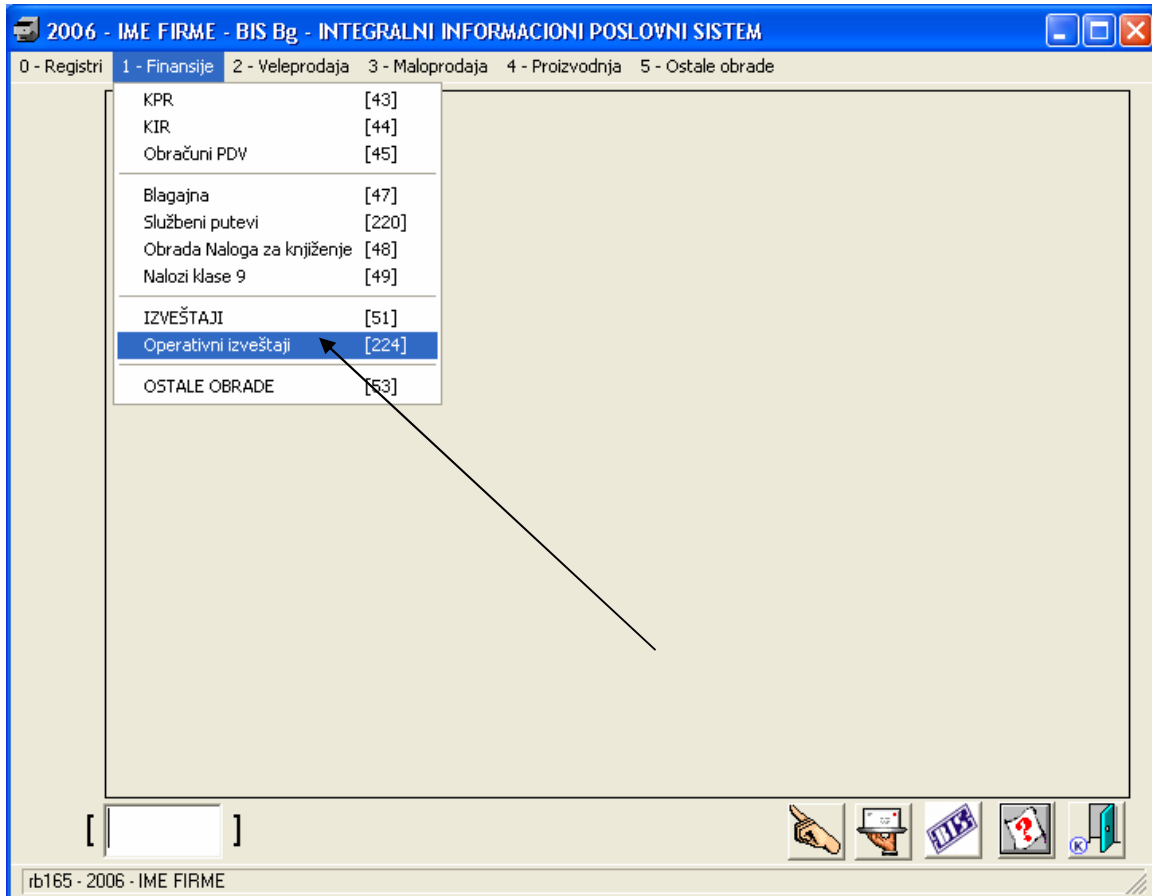 2006 - IME FIRME - BIS Bg - INTEGRALNI INFORMACIONI POSLOVNI SISTEM
0 - Registri 1 - Finansije 2 - Veleprodaja 3 - Maloprodaja 4 - Proizvodnja 5 - Ostale obrade
KPR [43]
KIR [44]
Obračuni PDV [45]
Blagajna [47]
Službeni putevi [220]
Obrada Naloga za knjiženje [48]
Nalozi klase 9 [49]
IZVEŠTAJI [51]
Operativni izveštaji [224]
OSTALE OBRADE [53]
[ ]
BIS
?
K
rb165 - 2006 - IME FIRME